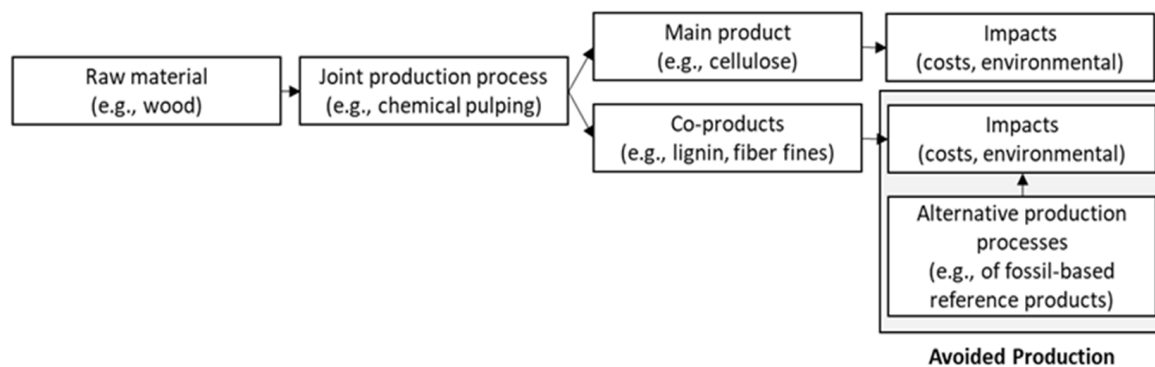 Raw material
(e.g., wood)
Joint production process
(e.g., chemical pulping)
Main product
(e.g., cellulose)
Impacts
(costs, environmental)
Co-products
(e.g., lignin, fiber fines)
Impacts
(costs, environmental)
Alternative production
processes
(e.g., of fossil-based
reference products)
Avoided Production